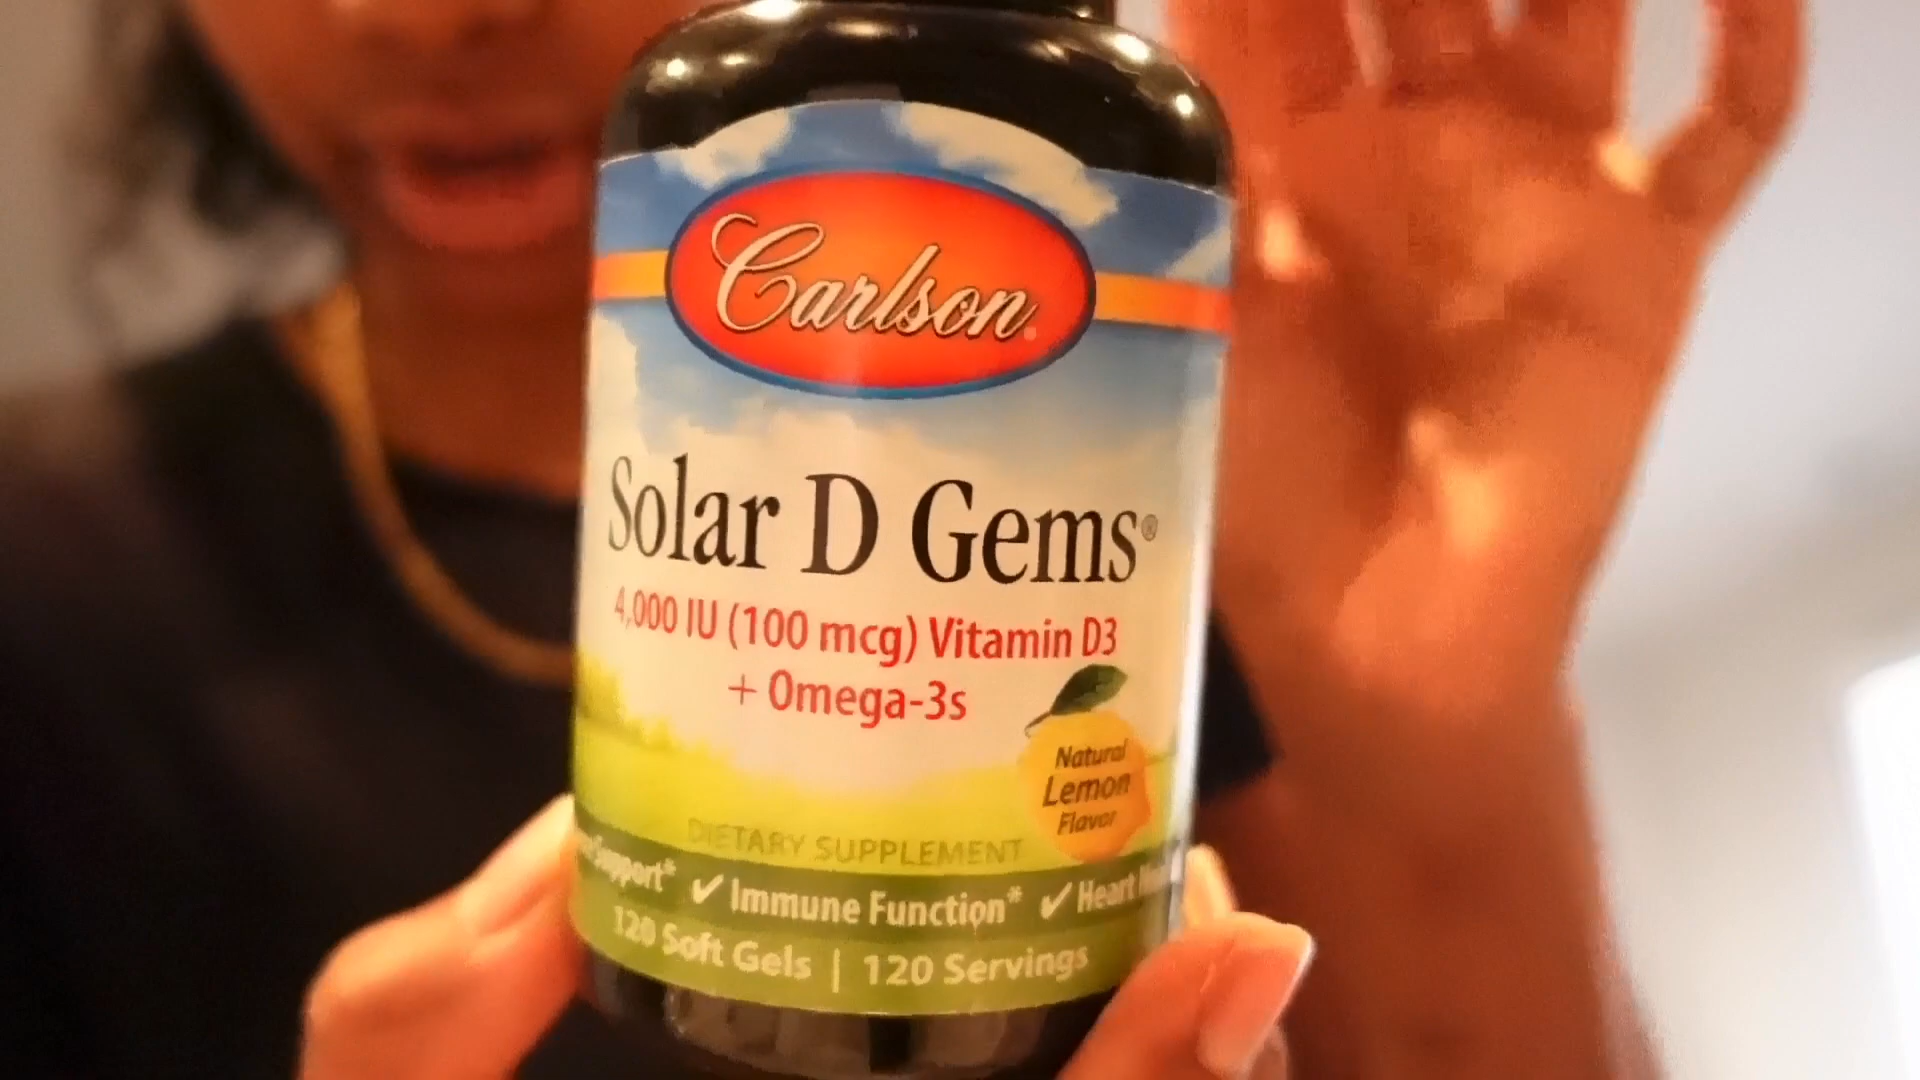 Carlson®
Solar D Gems®
4,000 IU (100 mcg) Vitamin D3
+ Omega-3s
Natural
Lemon
Flavor
DIETARY SUPPLEMENT
Support* ✓ Immune Function* ✓ Heart
120 Soft Gels | 120 Servings